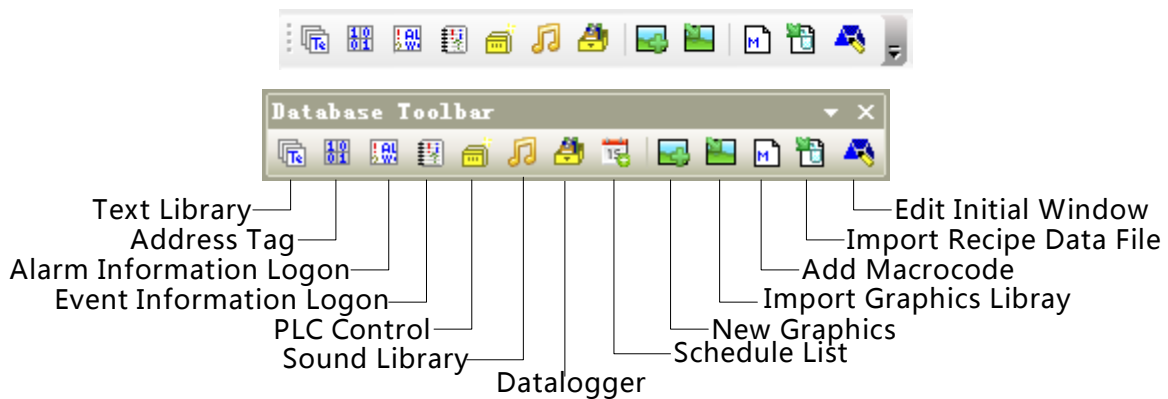 Database Toolbar
Text Library
Edit Initial Window
Address Tag
Import Recipe Data File
Alarm Information Logon
Add Macrocode
Event Information Logon
Import Graphics Libray
PLC Control
New Graphics
Sound Library
Schedule List
Datalogger